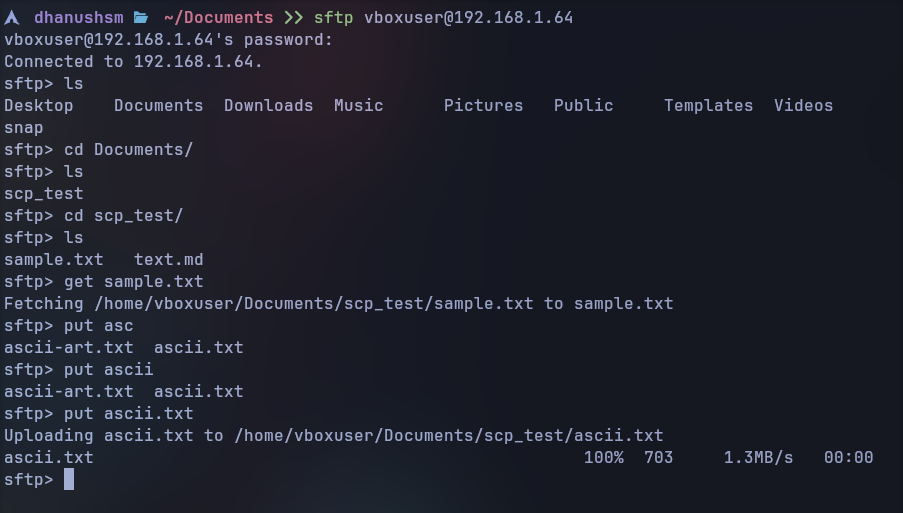 dhanushsm ~/Documents >> sftp vboxuser@192.168.1.64
vboxuser@192.168.1.64's password:
Connected to 192.168.1.64.
sftp> ls
Desktop    Documents  Downloads  Music      Pictures   Public     Templates  Videos
snap
sftp> cd Documents/
sftp> ls
scp_test
sftp> cd scp_test/
sftp> ls
sample.txt   text.md
sftp> get sample.txt
Fetching /home/vboxuser/Documents/scp_test/sample.txt to sample.txt
sftp> put asc
ascii-art.txt  ascii.txt
sftp> put ascii
ascii-art.txt  ascii.txt
sftp> put ascii.txt
Uploading ascii.txt to /home/vboxuser/Documents/scp_test/ascii.txt
ascii.txt                                                 100%  703     1.3MB/s   00:00
sftp>